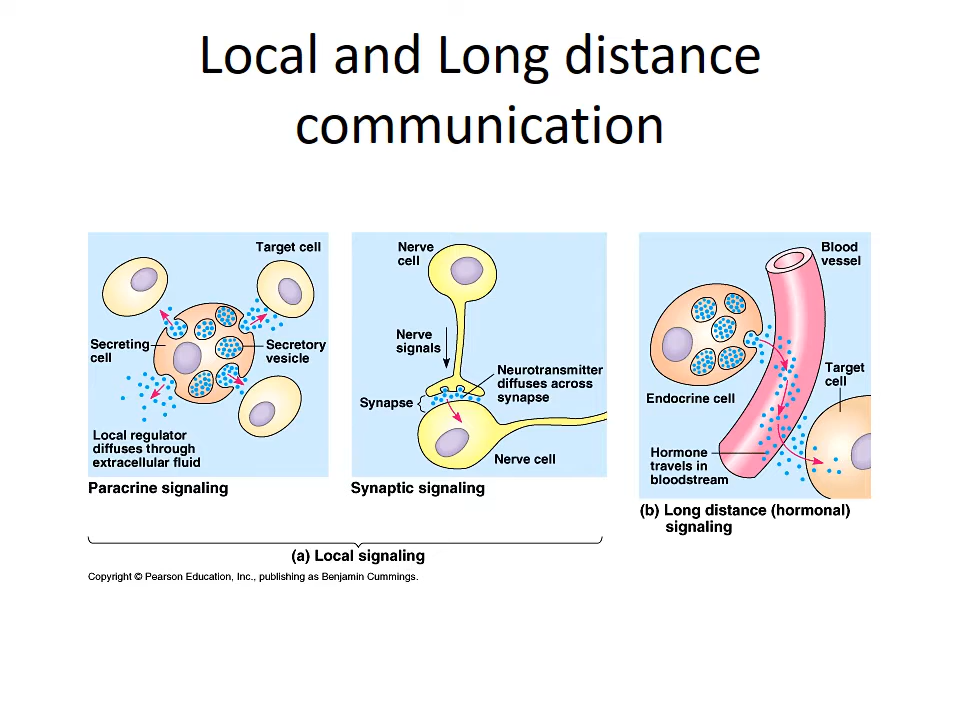 Local and Long distance
communication
Target cell
Secreting
cell
Secretory
vesicle
Local regulator
diffuses through
extracellular fluid
Paracrine signaling
Nerve
cell
Nerve
signals
Neurotransmitter
diffuses across
synapse
Synapse
Nerve cell
Synaptic signaling
(a) Local signaling
Blood
vessel
Target
cell
Endocrine cell
Hormone
travels in
bloodstream
(b) Long distance (hormonal)
signaling
Copyright © Pearson Education, Inc., publishing as Benjamin Cummings.